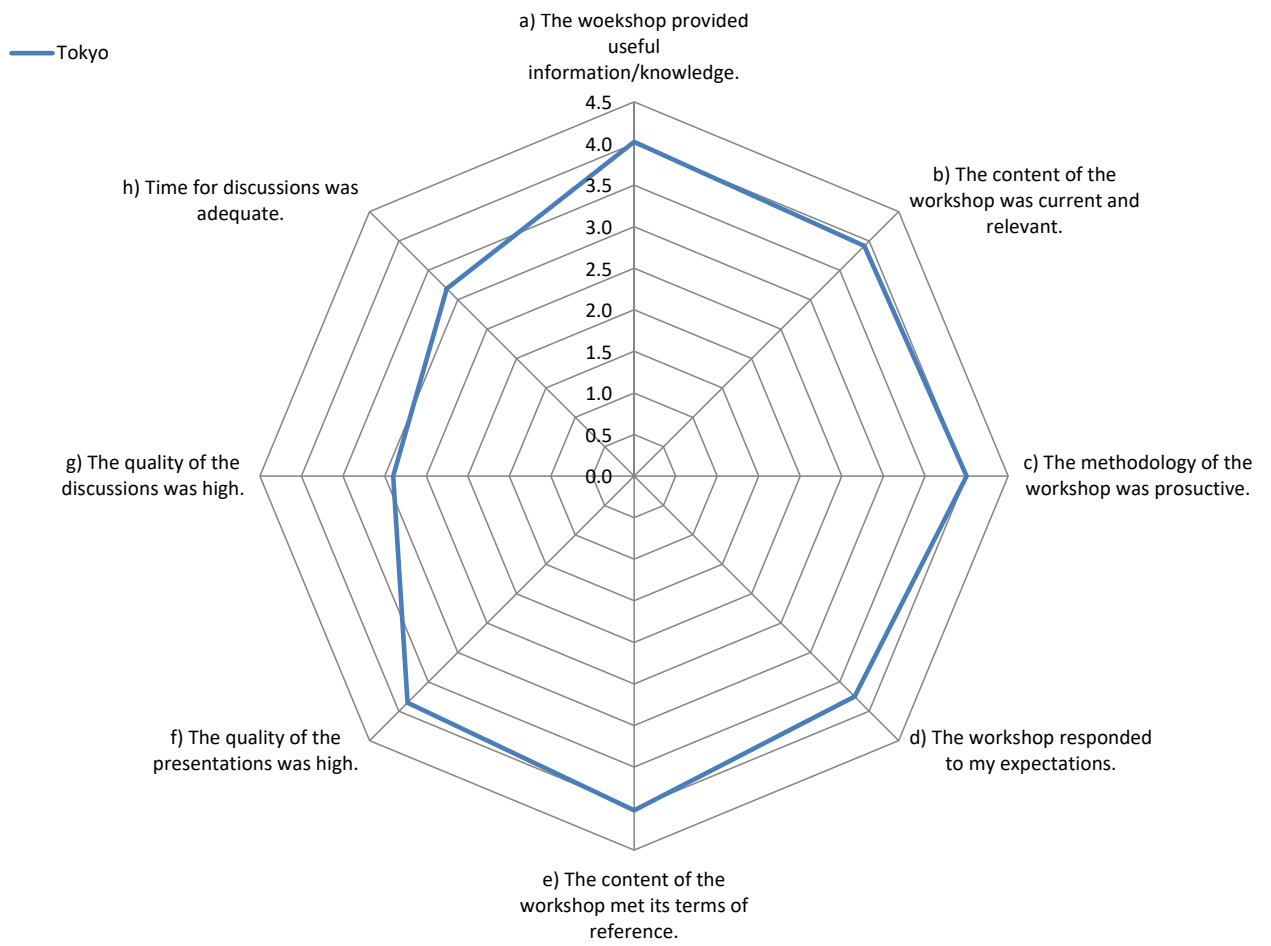 Tokyo
a) The woekshop provided
useful
information/knowledge.
4.5
4.0
3.5
3.0
2.5
2.0
1.5
1.0
0.5
0.0
b) The content of the
workshop was current and
relevant.
c) The methodology of the
workshop was prosuctive.
d) The workshop responded
to my expectations.
e) The content of the
workshop met its terms of
reference.
f) The quality of the
presentations was high.
g) The quality of the
discussions was high.
h) Time for discussions was
adequate.